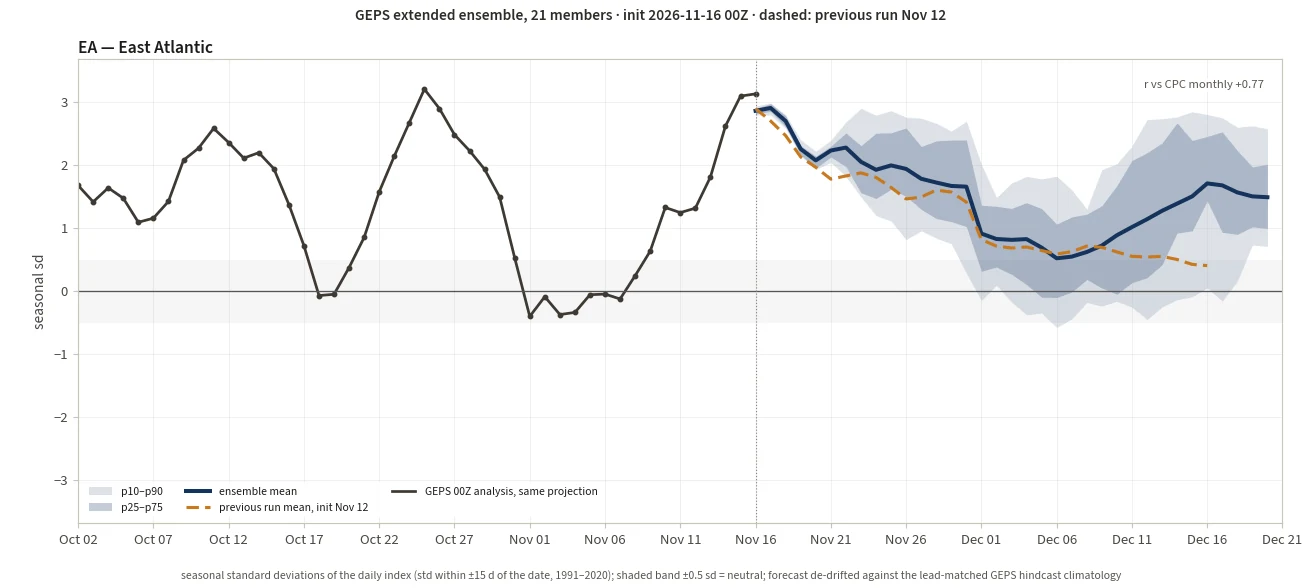 GEPS extended ensemble, 21 members · init 2026-11-16 00Z · dashed: previous run Nov 12
EA — East Atlantic
r vs CPC monthly +0.77
seasonal sd
3
2
1
0
−1
−2
−3
p10–p90
p25–p75
ensemble mean
previous run mean, init Nov 12
GEPS 00Z analysis, same projection
Oct 02 Oct 07 Oct 12 Oct 17 Oct 22 Oct 27 Nov 01 Nov 06 Nov 11 Nov 16 Nov 21 Nov 26 Dec 01 Dec 06 Dec 11 Dec 16 Dec 21
seasonal standard deviations of the daily index (std within ±15 d of the date, 1991–2020); shaded band ±0.5 sd = neutral; forecast de-drifted against the lead-matched GEPS hindcast climatology